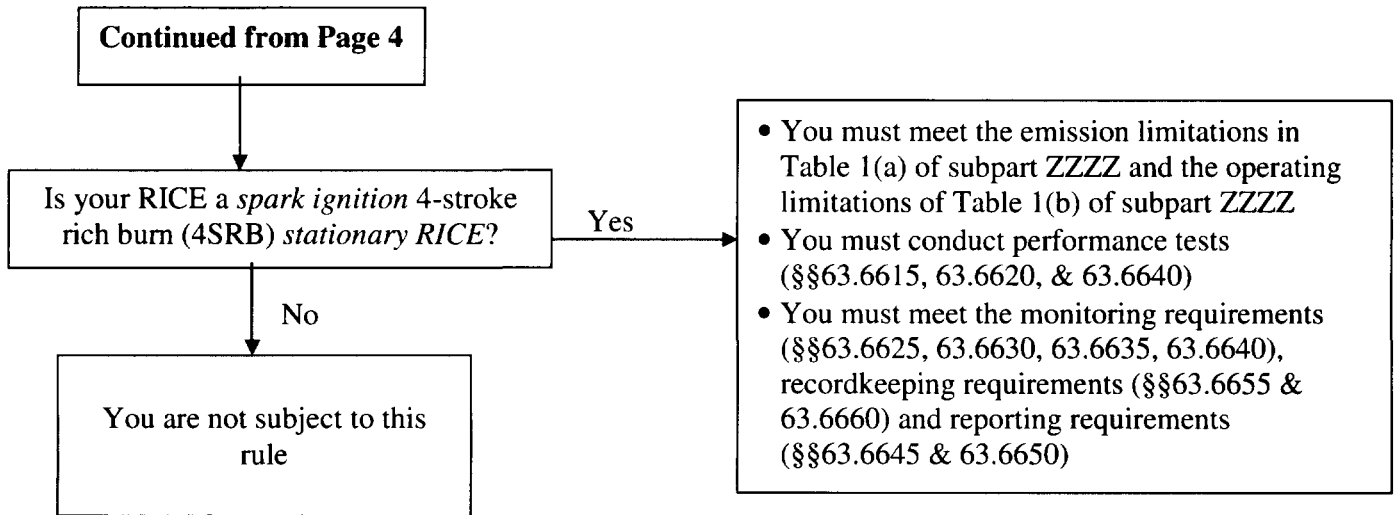 Continued from Page 4
Is your RICE a spark ignition 4-stroke
rich burn (4SRB) stationary RICE?
Yes
No
You are not subject to this
rule
• You must meet the emission limitations in
Table 1(a) of subpart ZZZZ and the operating
limitations of Table 1(b) of subpart ZZZZ
• You must conduct performance tests
(§§63.6615, 63.6620, & 63.6640)
• You must meet the monitoring requirements
(§§63.6625, 63.6630, 63.6635, 63.6640),
recordkeeping requirements (§§63.6655 &
63.6660) and reporting requirements
(§§63.6645 & 63.6650)